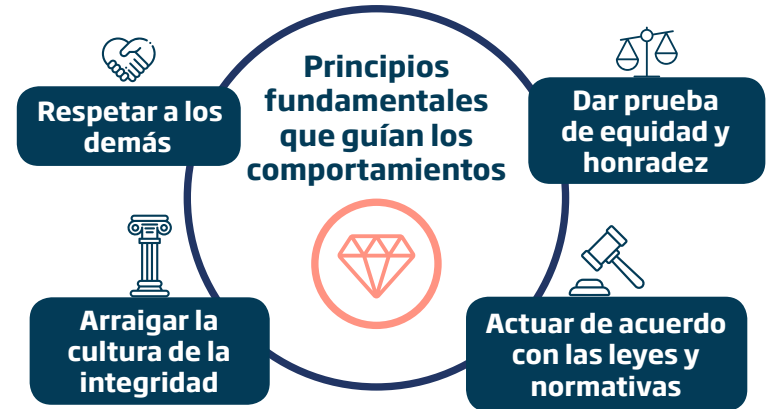 Principios
fundamentales
que guían los
comportamientos
Respetar a los
demás
Dar prueba
de equidad y
honradez
Arraigar la
cultura de la
integridad
Actuar de acuerdo
con las leyes y
normativas